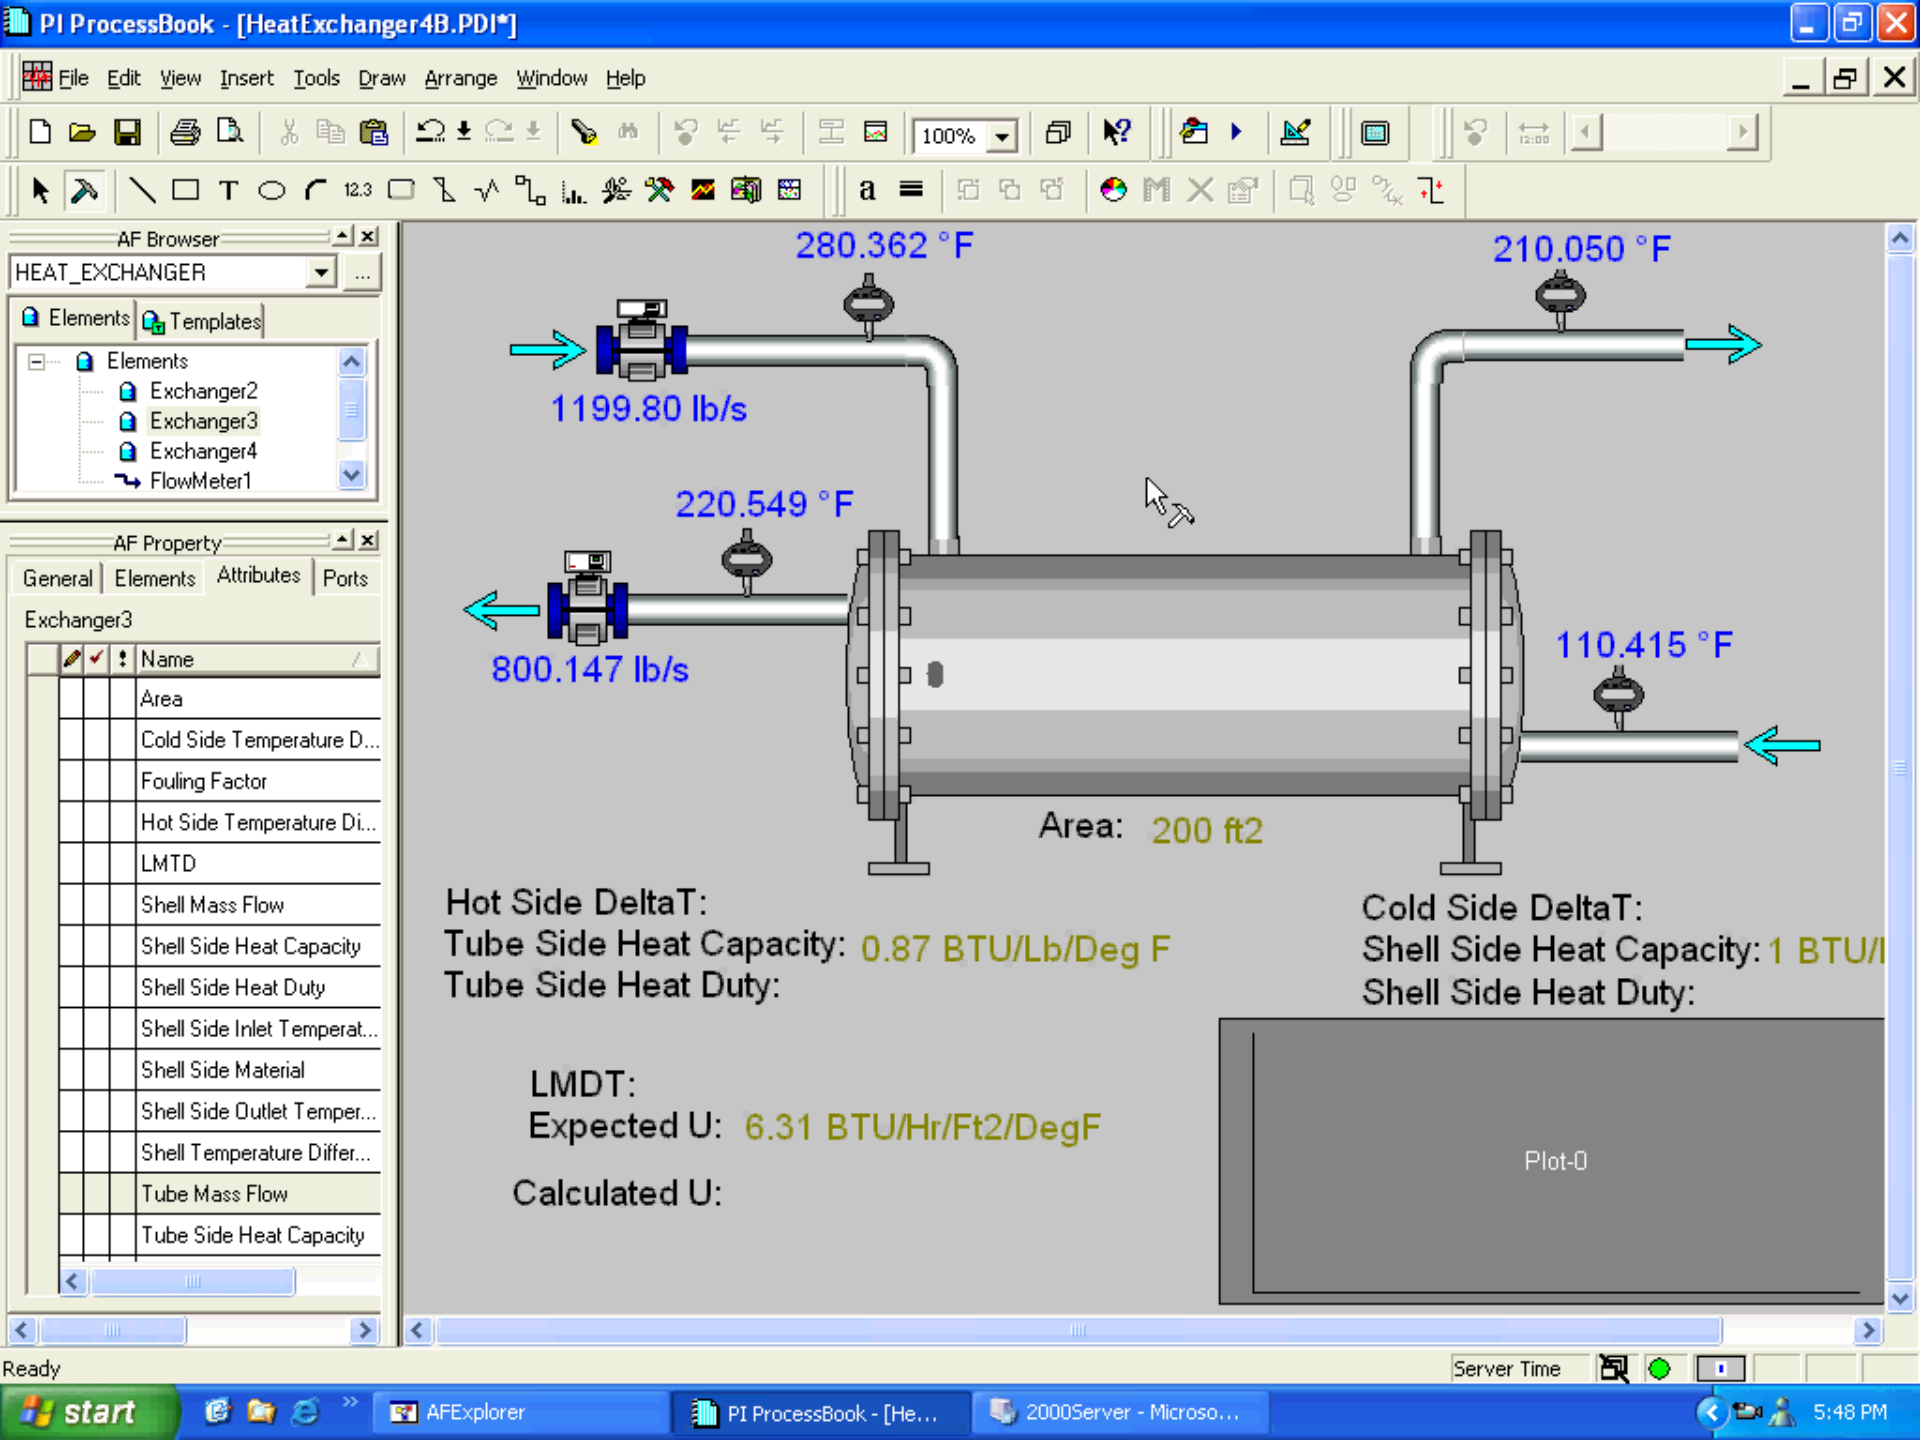 PI ProcessBook - [HeatExchanger4B.PDI*]
File Edit View Insert Tools Draw Arrange Window Help
100%
12:00
T 12.3 a
AF Browser
HEAT_EXCHANGER ...
Elements Templates
Elements
Exchanger2
Exchanger3
Exchanger4
FlowMeter1
AF Property
General Elements Attributes Ports
Exchanger3
Name
Area
Cold Side Temperature D...
Fouling Factor
Hot Side Temperature Di...
LMTD
Shell Mass Flow
Shell Side Heat Capacity
Shell Side Heat Duty
Shell Side Inlet Temperat...
Shell Side Material
Shell Side Outlet Temper...
Shell Temperature Differ...
Tube Mass Flow
Tube Side Heat Capacity
280.362 °F
210.050 °F
1199.80 lb/s
220.549 °F
800.147 lb/s
110.415 °F
Area: 200 ft2
Hot Side DeltaT:
Tube Side Heat Capacity: 0.87 BTU/Lb/Deg F
Tube Side Heat Duty:
Cold Side DeltaT:
Shell Side Heat Capacity: 1 BTU/
Shell Side Heat Duty:
LMDT:
Expected U: 6.31 BTU/Hr/Ft2/DegF
Calculated U:
Plot-0
Ready
Server Time
start
AFExplorer
PI ProcessBook - [He...
2000Server - Microso...
5:48 PM